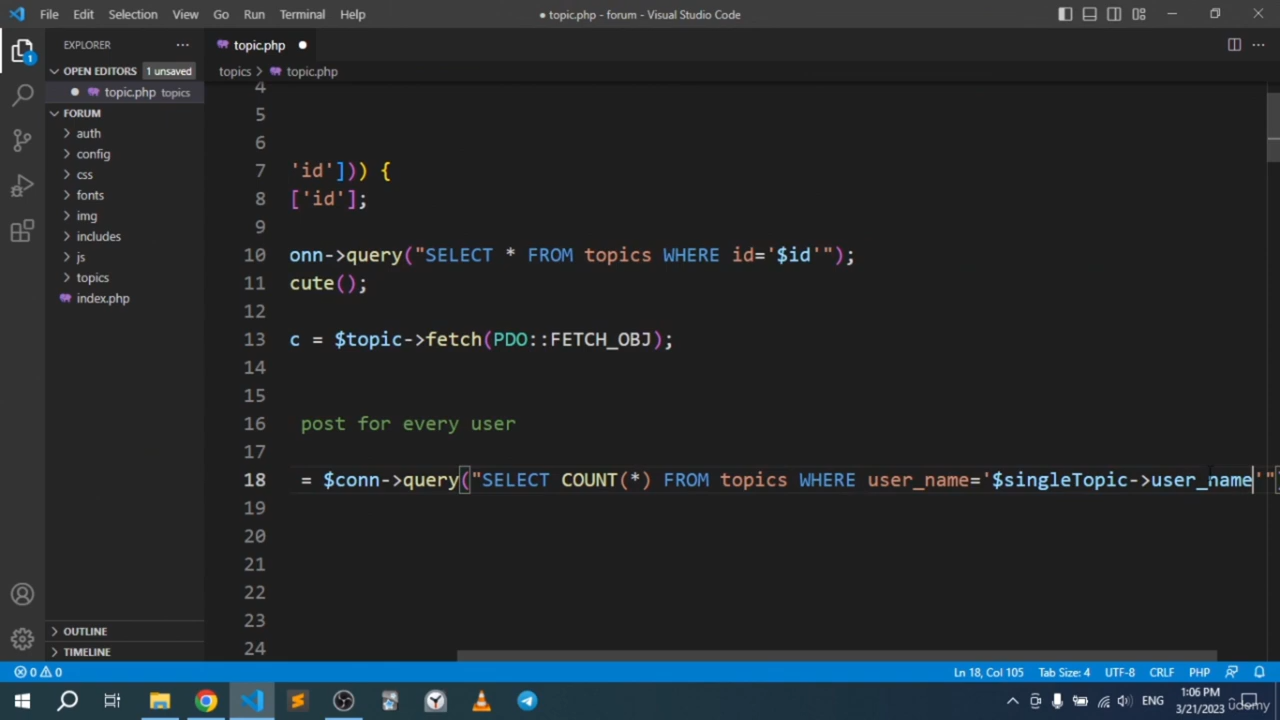 File Edit Selection View Go Run Terminal Help
● topic.php - forum - Visual Studio Code
EXPLORER
topic.php
OPEN EDITORS 1 unsaved
topics > topic.php
topic.php topics
FORUM
auth
config
css
fonts
img
includes
js
topics
index.php
4
5
6
7 'id'])) {
8 ['id'];
9
10 onn->query("SELECT * FROM topics WHERE id='$id'");
11 cute();
12
13 c = $topic->fetch(PDO::FETCH_OBJ);
14
15
16 post for every user
17
18 = $conn->query("SELECT COUNT(*) FROM topics WHERE user_name='$singleTopic->user_name'"
19
20
21
22
23
24
OUTLINE
TIMELINE
0 0 Ln 18, Col 105 Tab Size: 4 UTF-8 CRLF PHP
1
ENG
1:06 PM
3/21/2023
udemy